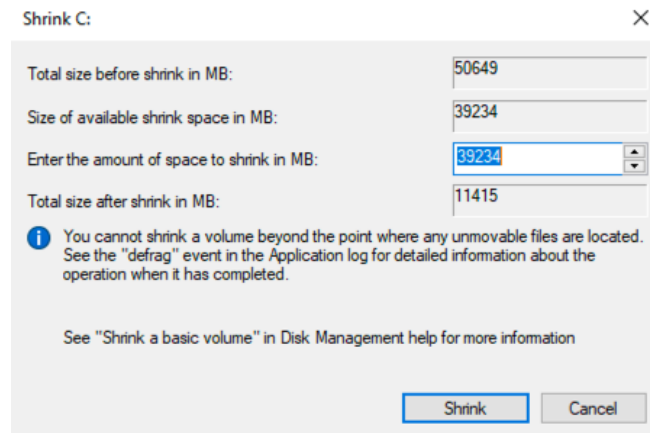 Shrink C:
Total size before shrink in MB: 50649
Size of available shrink space in MB: 39234
Enter the amount of space to shrink in MB: 39234
Total size after shrink in MB: 11415
You cannot shrink a volume beyond the point where any unmovable files are located.
See the "defrag" event in the Application log for detailed information about the
operation when it has completed.
See "Shrink a basic volume" in Disk Management help for more information
Shrink Cancel